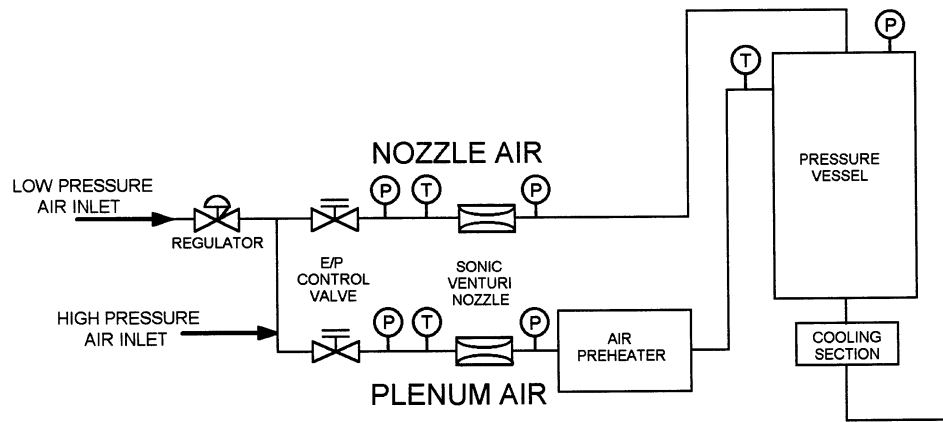 P
T
NOZZLE AIR
PRESSURE
VESSEL
LOW PRESSURE
AIR INLET
P
T
P
REGULATOR
E/P
CONTROL
VALVE
SONIC
VENTURI
NOZZLE
HIGH PRESSURE
AIR INLET
P
T
P
AIR
PREHEATER
COOLING
SECTION
PLENUM AIR